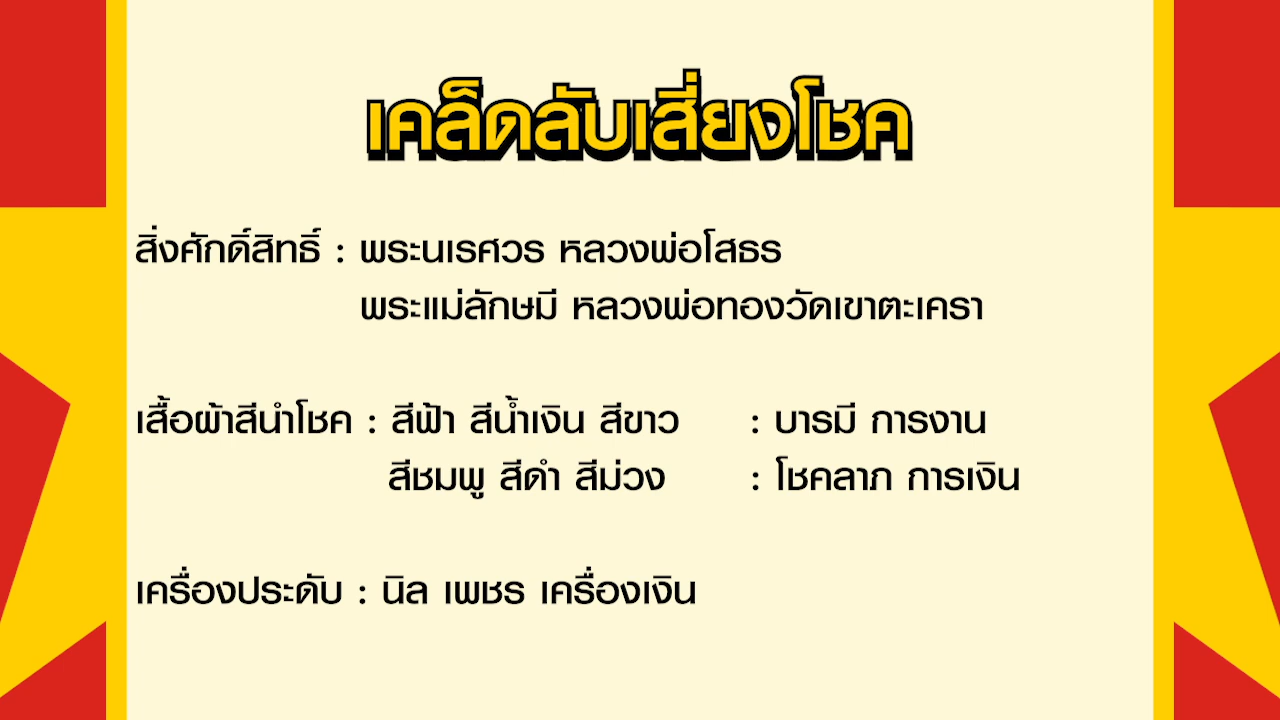 เคล็ดลับเสี่ยงโชค
สิ่งศักดิ์สิทธิ์ : พระนเรศวร หลวงพ่อโสธร
พระแม่ลักษมี หลวงพ่อทองวัดเขาตะเครา
เสื้อผ้าสีนำโชค : สีฟ้า สีน้ำเงิน สีขาว : บารมี การงาน
สีชมพู สีดำ สีม่วง : โชคลาภ การเงิน
เครื่องประดับ : นิล เพชร เครื่องเงิน